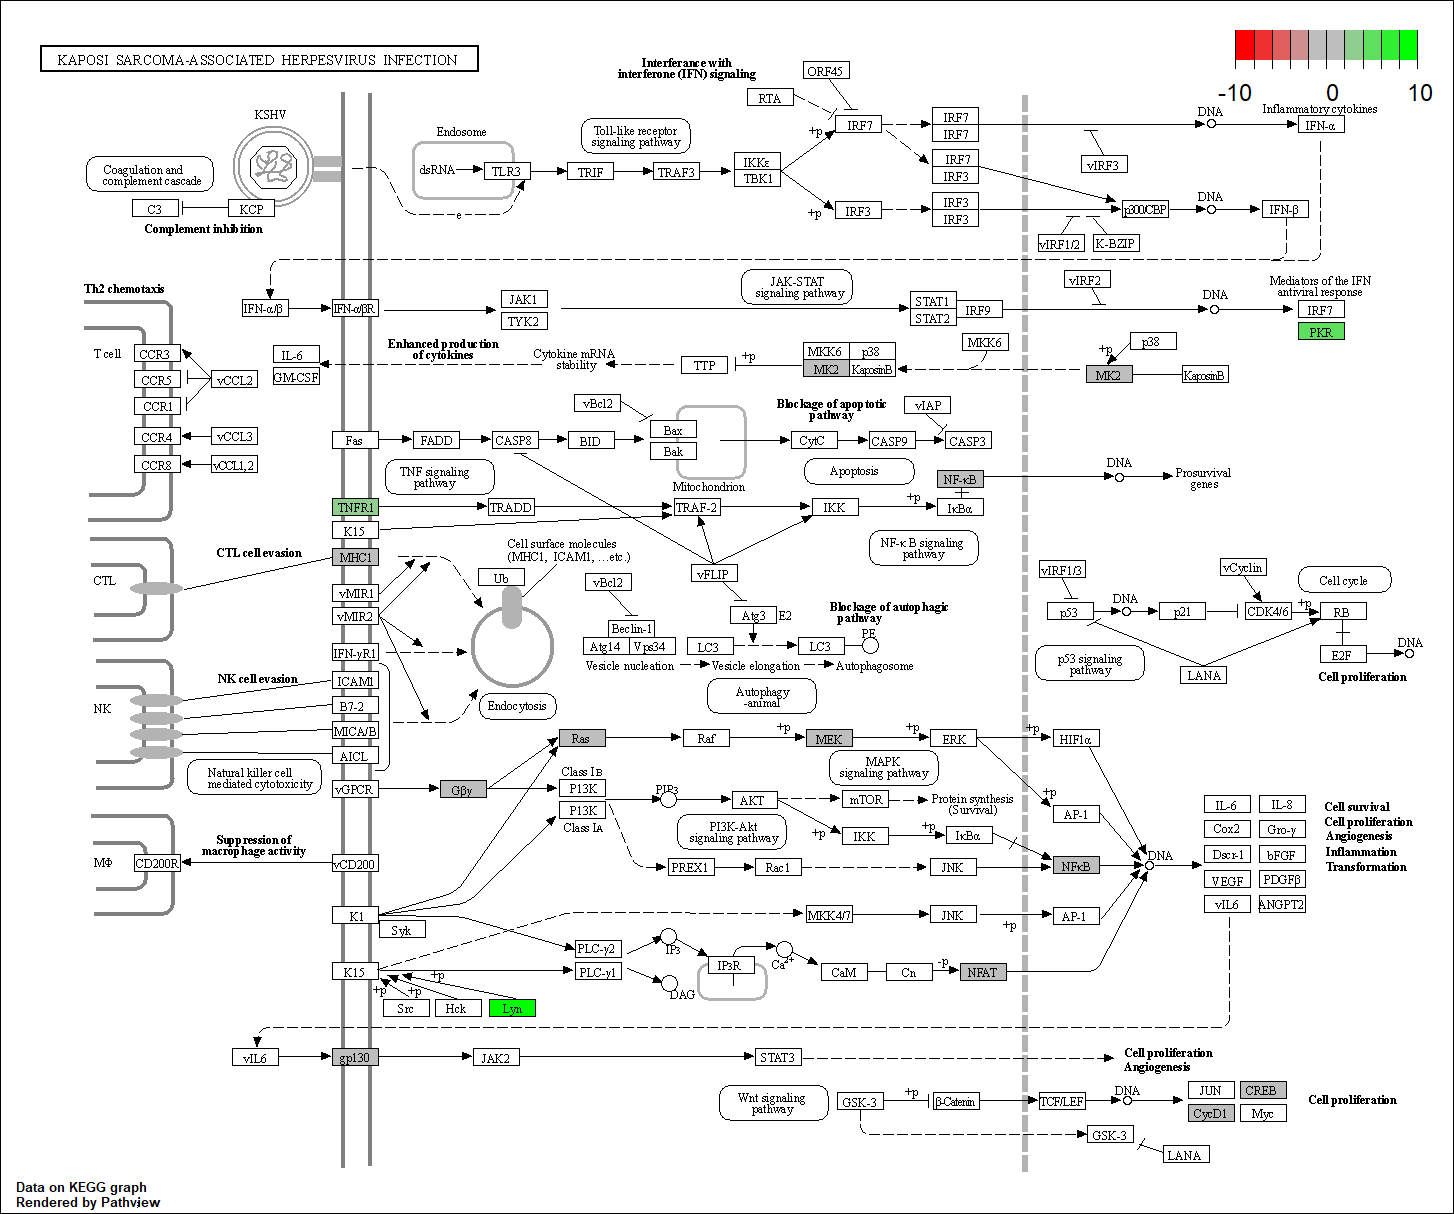 KAPOSI SARCOMA-ASSOCIATED HERPESVIRUS INFECTION
-10 0 10
Interferance with
interferone (IFN) signaling
ORF45
RTA
KSHV
Endosome
Toll-like receptor
signaling pathway
+p
IRF7
IRF7
IRF7
DNA
Inflammatory cytokines
IFN-α
Coagulation and
complement cascade
dsRNA
TLR3
TRIF
TRAF3
IKKε
TBK1
IRF7
IRF3
vIRF3
C3
KCP
Complement inhibition
e
+p
IRF3
IRF3
IRF3
p300/CBP
DNA
IFN-β
vIRF1/2
K-BZIP
Th2 chemotaxis
JAK-STAT
signaling pathway
vIRF2
Mediators of the IFN
antiviral response
IFN-α/β
IFN-α/βR
JAK1
TYK2
STAT1
STAT2
IRF9
DNA
IRF7
PKR
T cell
CCR3
CCR5
CCR1
CCR4
CCR8
vCCL2
vCCL3
vCCL1,2
IL-6
GM-CSF
Enhanced production
of cytokines
Cytokine mRNA
stability
TTP
+p
MKK6
p38
MK2
KaposinB
MKK6
+p
p38
MK2
KaposinB
vBcl2
Blockage of apoptotic
pathway
vIAP
Fas
FADD
CASP8
BID
Bax
Bak
CytC
CASP9
CASP3
TNF signaling
pathway
Mitochondrion
Apoptosis
NF-κB
DNA
Prosurvival
genes
TNFR1
TRADD
TRAF-2
IKK
+p
IκBα
K15
CTL cell evasion
MHC1
Cell surface molecules
(MHC1, ICAM1, ...etc.)
NF-κ B signaling
pathway
CTL
vMIR1
vMIR2
Ub
vBcl2
vFLIP
vIRF1/3
vCyclin
Cell cycle
Atg3
E2
Blockage of autophagic
pathway
p53
DNA
p21
CDK4/6
+p
RB
IFN-γR1
Beclin-1
Atg14
Vps34
LC3
LC3
PE
E2F
DNA
Vesicle nucation
Vesicle elongation
Autophagosome
p53 signaling
pathway
LANA
Cell proliferation
NK cell evasion
NK
ICAM1
B7-2
MICA/B
AICL
Endocytosis
Autophagy
-animal
Ras
Raf
+p
MEK
+p
ERK
+p
HIF1α
Natural killer cell
mediated cytotoxicity
MAPK
signaling pathway
vGPCR
Gβγ
Class IB
P13K
P13K
Class IA
PIP3
AKT
mTOR
Protein synthesis
(Survival)
+p
AP-1
PI3K-Akt
signaling pathway
+p
IKK
+p
IκBα
IL-6
IL-8
Cox2
Gro-γ
Dscr-1
bFGF
VEGF
PDGFβ
vIL6
ANGPT2
Cell survival
Cell proliferation
Angiogenesis
Inflammation
Transformation
Suppression of
macrophage activity
MΦ
CD200R
vCD200
PREX1
Rac1
JNK
NFκB
DNA
K1
Syk
MKK4/7
JNK
+p
AP-1
PLC-γ2
IP3
K15
+p
PLC-γ1
DAG
IP3R
Ca2+
CaM
Cn
-p
NFAT
+p
+p
Src
Hck
Lyn
vIL6
gp130
JAK2
STAT3
Cell proliferation
Angiogenesis
Wnt signaling
pathway
GSK-3
+p
β-Catenin
TCF/LEF
DNA
JUN
CREB
CycD1
Myc
Cell proliferation
GSK-3
LANA
Data on KEGG graph
Rendered by Pathview